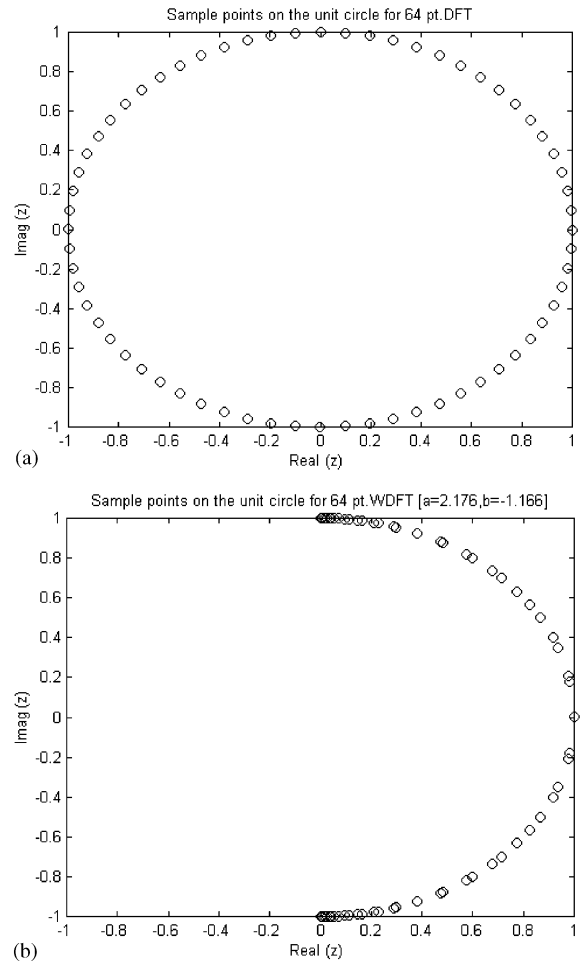 Sample points on the unit circle for 64 pt.DFT
1
0.8
0.6
0.4
0.2
0
-0.2
-0.4
-0.6
-0.8
-1
Imag (z)
-1 -0.8 -0.6 -0.4 -0.2 0 0.2 0.4 0.6 0.8 1
Real (z)
(a)
Sample points on the unit circle for 64 pt.WDFT [a=2.176,b=-1.166]
1
0.8
0.6
0.4
0.2
0
-0.2
-0.4
-0.6
-0.8
-1
Imag (z)
-1 -0.8 -0.6 -0.4 -0.2 0 0.2 0.4 0.6 0.8 1
Real (z)
(b)